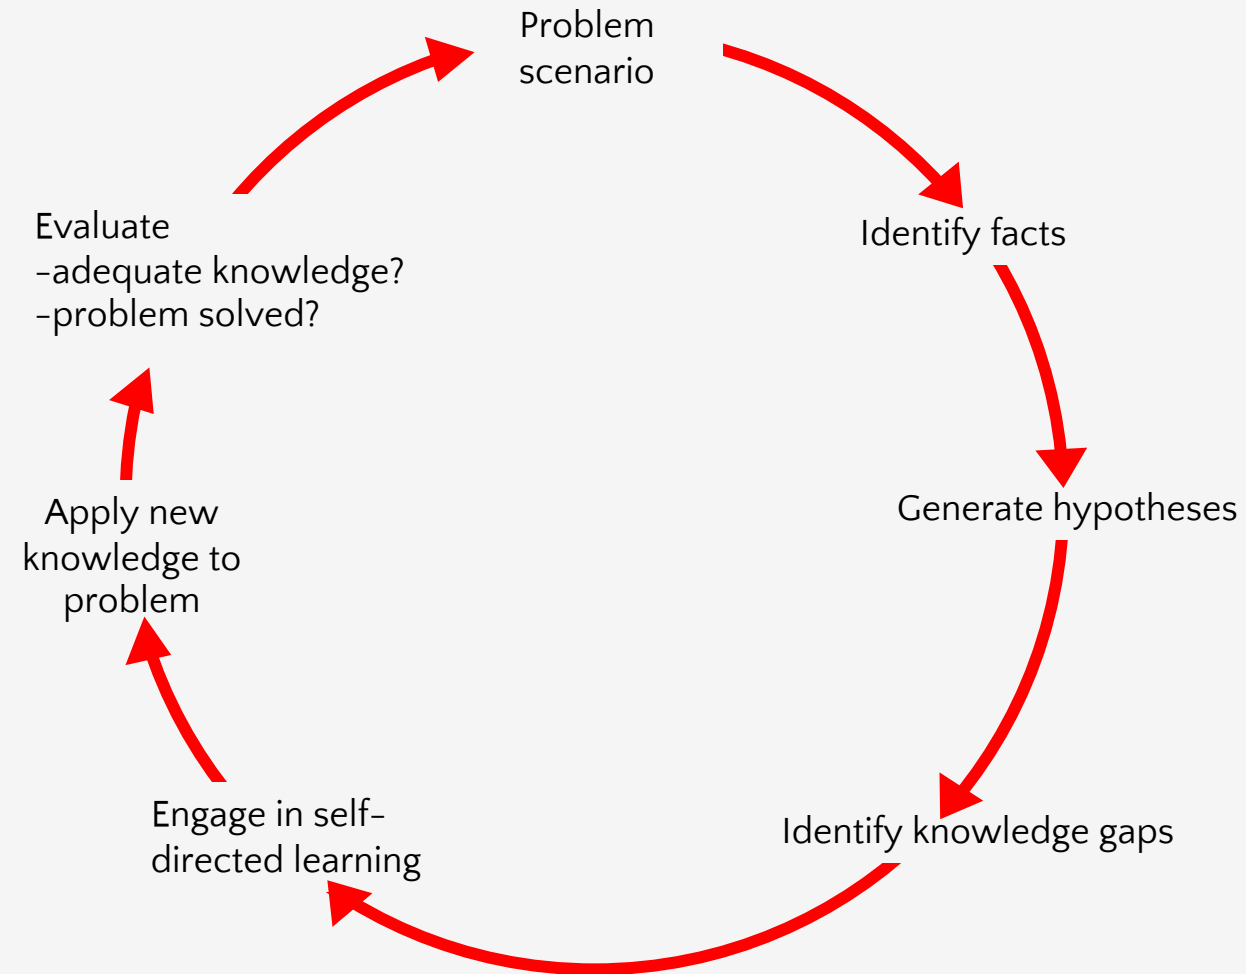 Problem
scenario
Identify facts
Generate hypotheses
Identify knowledge gaps
Engage in self-
directed learning
Apply new
knowledge to
problem
Evaluate
-adequate knowledge?
-problem solved?